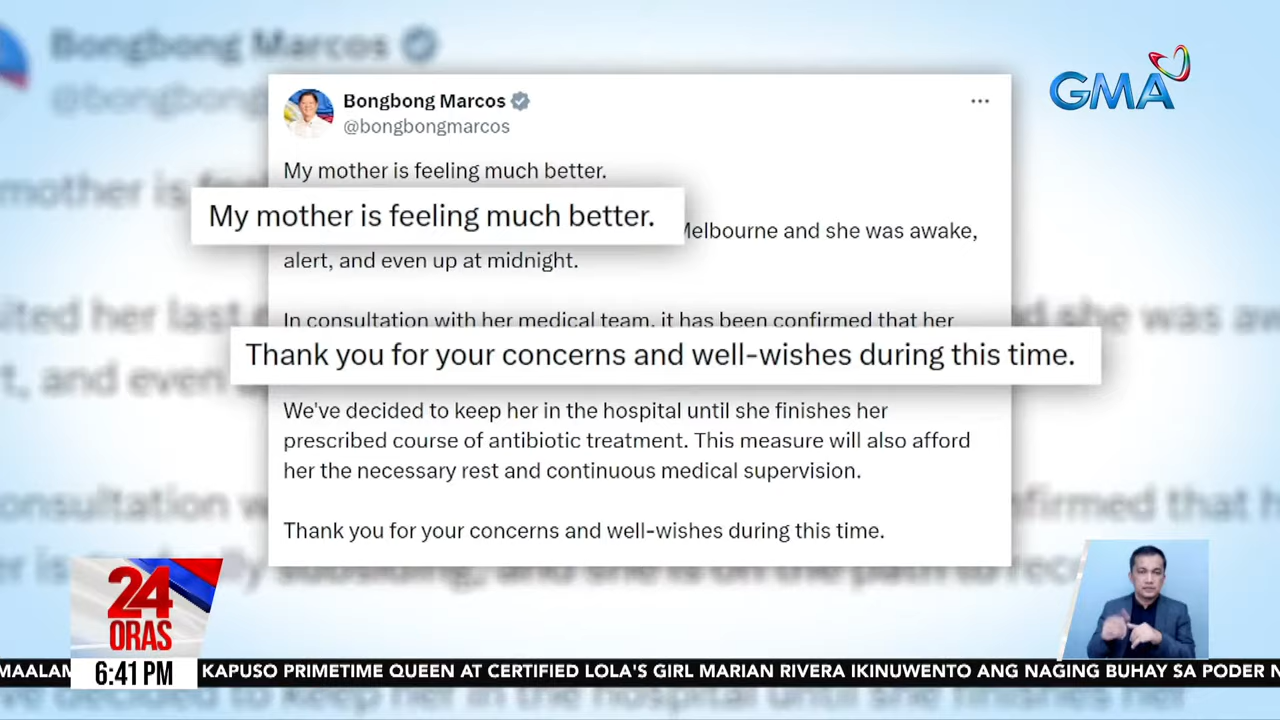 Bongbong Marcos
GMA
Bongbong Marcos
@bongbongmarcos
My mother is feeling much better.
My mother is feeling much better.
Melbourne and she was awake,
alert, and even up at midnight.
In consultation with her medical team, it has been confirmed that her
Thank you for your concerns and well-wishes during this time.
We've decided to keep her in the hospital until she finishes her
prescribed course of antibiotic treatment. This measure will also afford
her the necessary rest and continuous medical supervision.
Thank you for your concerns and well-wishes during this time.
24
ORAS
6:41 PM
MAALAM
KAPUSO PRIMETIME QUEEN AT CERTIFIED LOLA'S GIRL MARIAN RIVERA IKINUWENTO ANG NAGING BUHAY SA PODER N